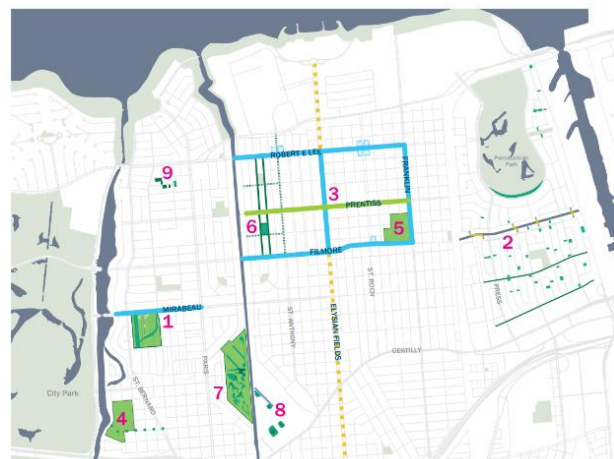 ROBERT E LEE
FRANKLIN
Pontchartrain
Park
9
3
PRENTISS
6
5
2
FILMORE
ST. ROCH
PRESS
MIRABEAU
1
ST. ANTHONY
ELYSIAN FIELDS
PARIS
GENTILLY
City Park
ST. BERNARD
7
4
8